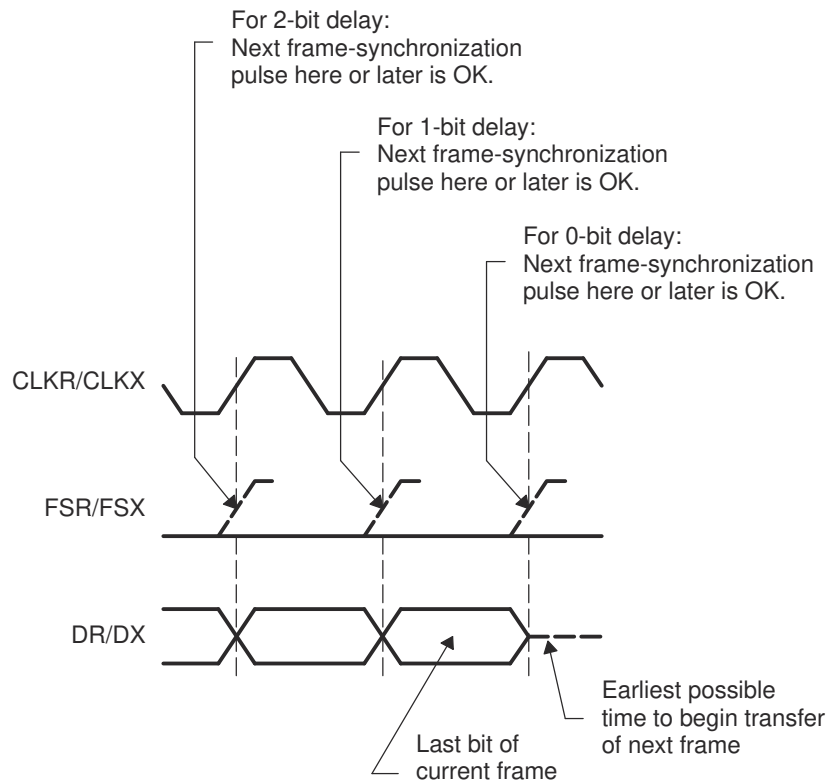 For 2-bit delay:
Next frame-synchronization
pulse here or later is OK.
For 1-bit delay:
Next frame-synchronization
pulse here or later is OK.
For 0-bit delay:
Next frame-synchronization
pulse here or later is OK.
CLKR/CLKX
FSR/FSX
DR/DX
Earliest possible
time to begin transfer
of next frame
Last bit of
current frame